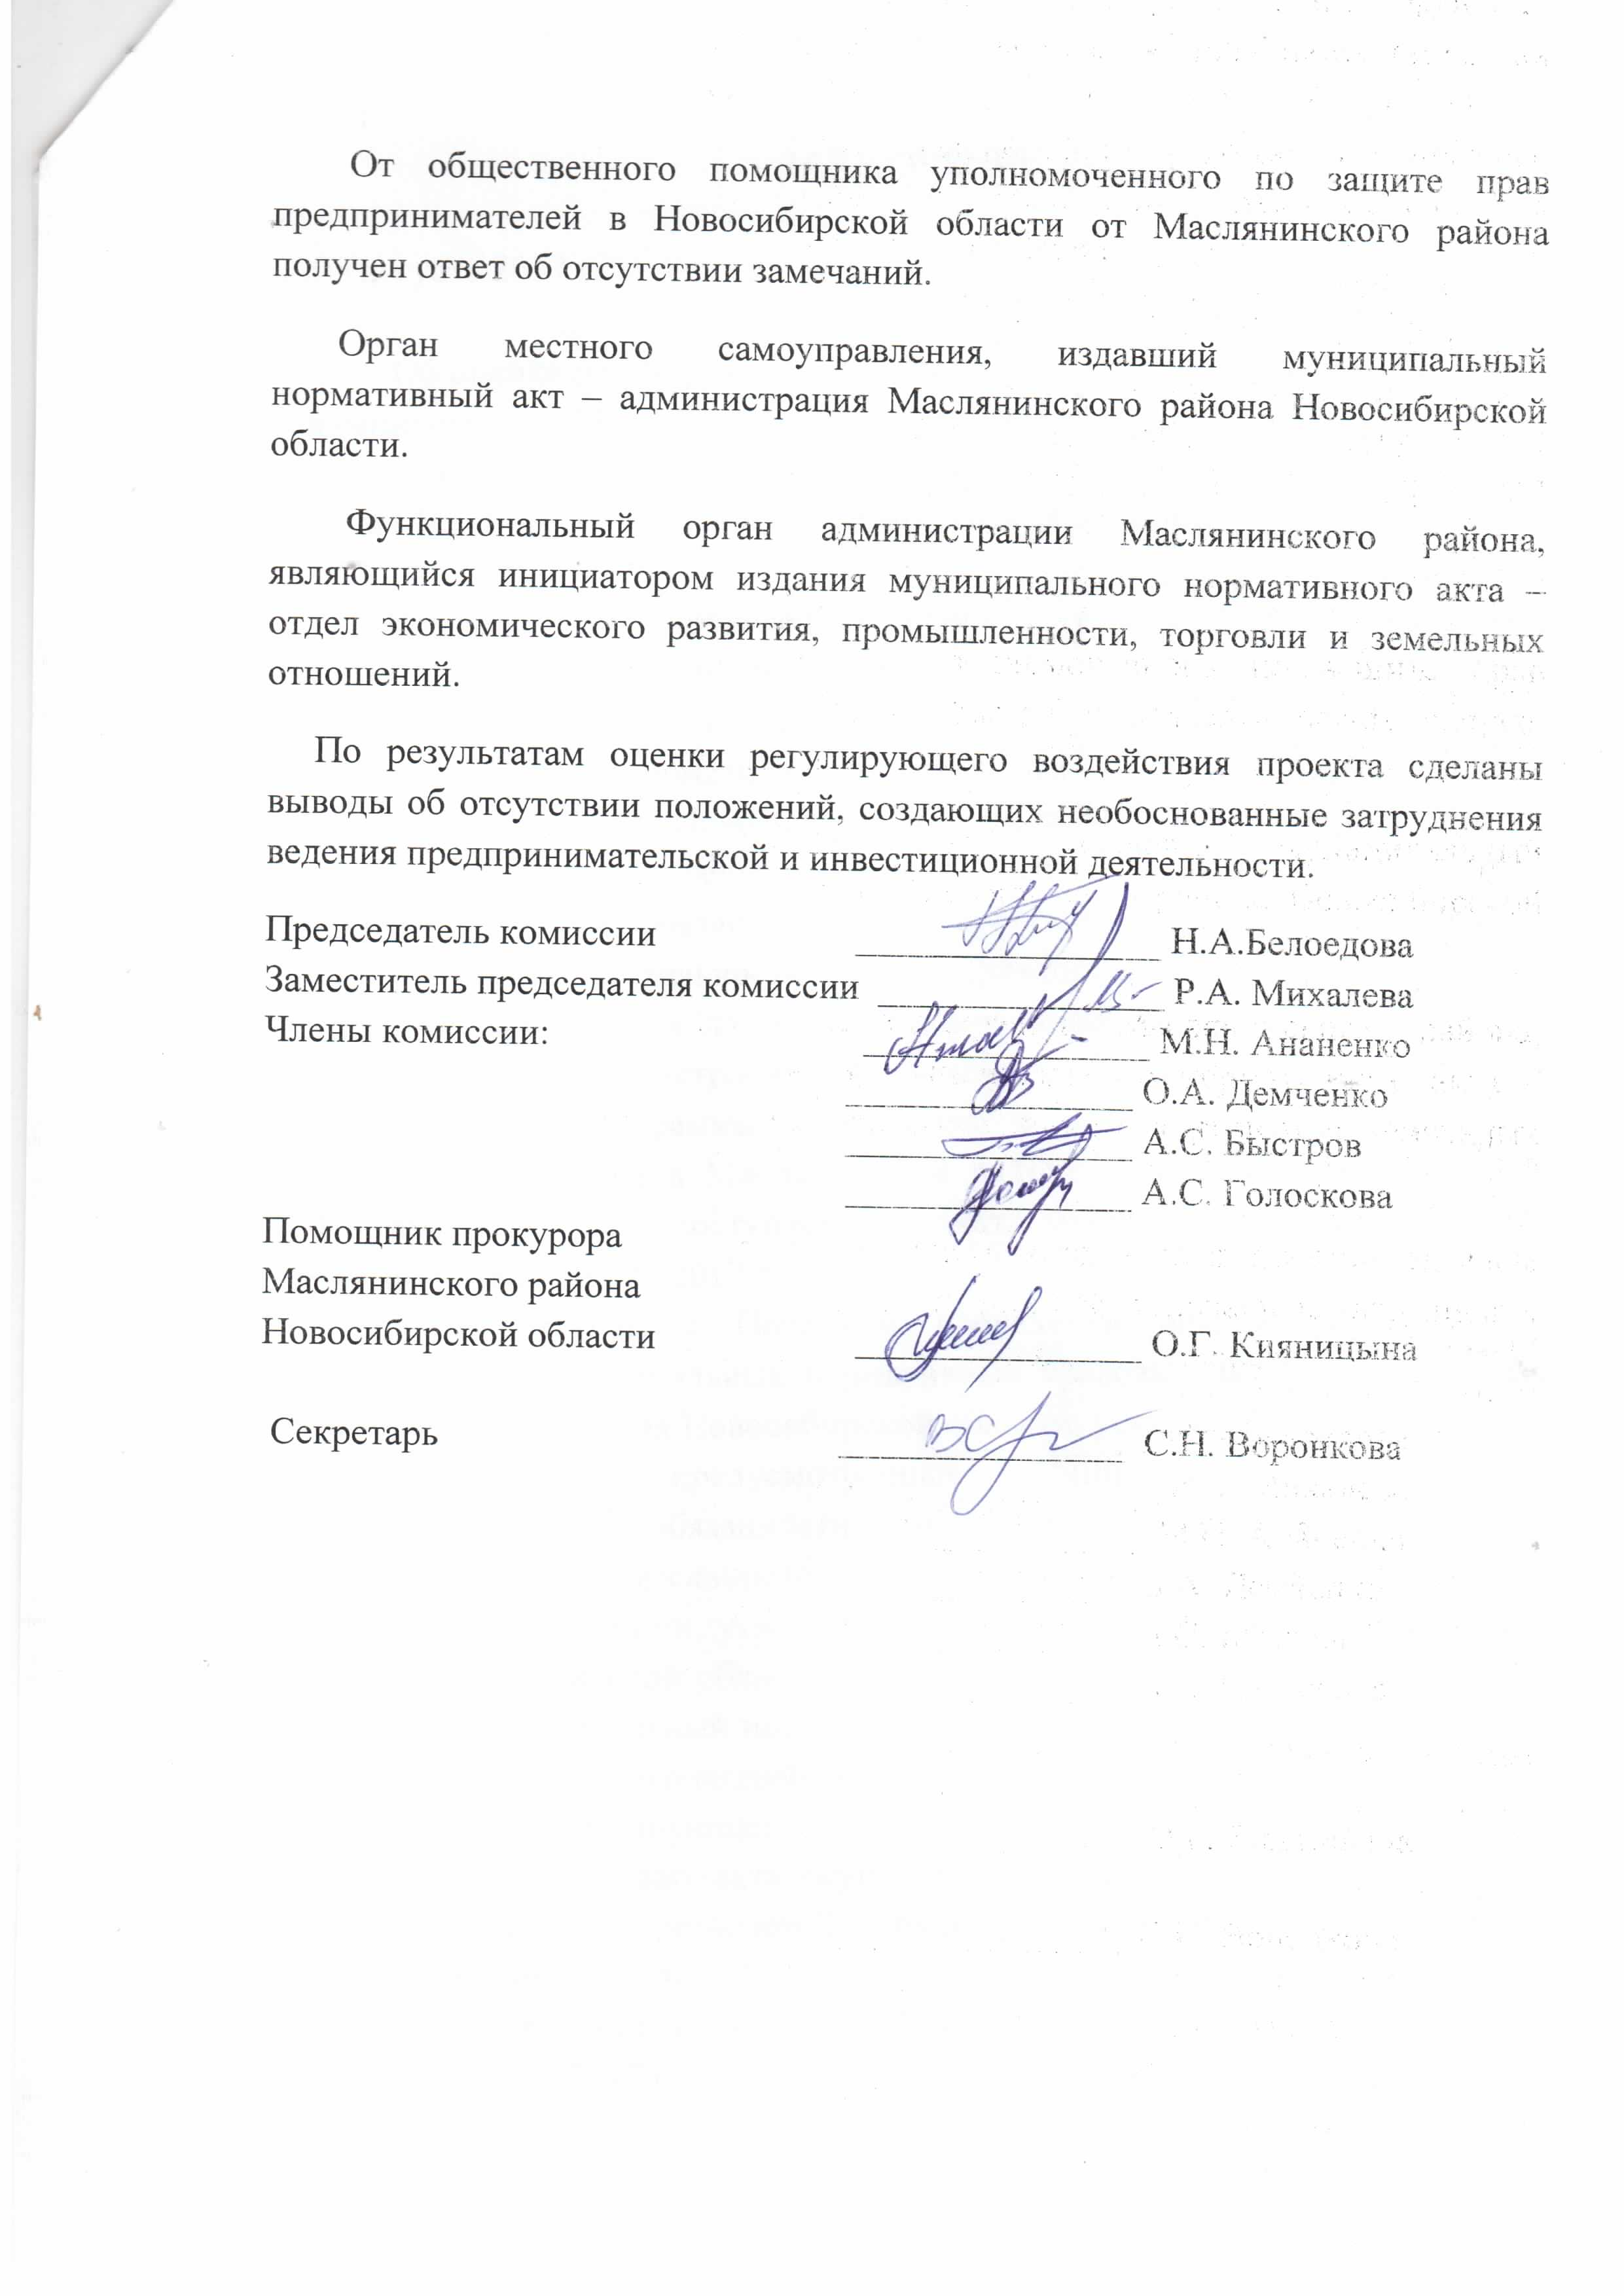 От общественного помощника уполномоченного по защите прав
предпринимателей в Новосибирской области от Маслянинского района
получен ответ об отсутствии замечаний.
Орган местного самоуправления, издавший муниципальный
нормативный акт – администрация Маслянинского района Новосибирской
области.
Функциональный орган администрации Маслянинского района,
являющийся инициатором издания муниципального нормативного акта –
отдел экономического развития, промышленности, торговли и земельных
отношений.
По результатам оценки регулирующего воздействия проекта сделаны
выводы об отсутствии положений, создающих необоснованные затруднения
ведения предпринимательской и инвестиционной деятельности.
Председатель комиссии Н.А.Белоедова
Заместитель председателя комиссии Р.А. Михалева
Члены комиссии: М.Н. Ананенко
О.А. Демченко
А.С. Быстров
А.С. Голоскова
Помощник прокурора
Маслянинского района
Новосибирской области О.Г. Кияницына
Секретарь С.Н. Воронкова